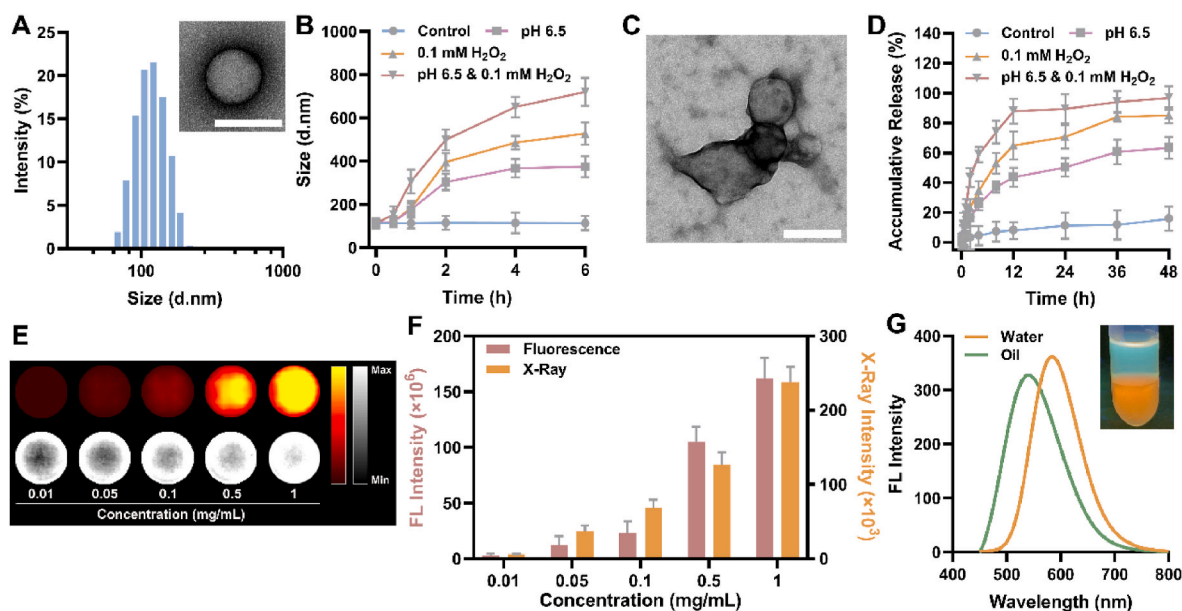 A
Intensity (%)
25
20
15
10
5
0
100
1000
Size (d.nm)
B
Control
pH 6.5
0.1 mM H₂O₂
pH 6.5 & 0.1 mM H₂O₂
Size (d.nm)
1000
800
600
400
200
0
0 2 4 6
Time (h)
C
D
Control
pH 6.5
0.1 mM H₂O₂
pH 6.5 & 0.1 mM H₂O₂
Accumulative Release (%)
140
120
100
80
60
40
20
0
0 12 24 36 48
Time (h)
E
Max
Min
0.01 0.05 0.1 0.5 1
Concentration (mg/mL)
F
Fluorescence
X-Ray
FL Intensity (×10⁶)
200
150
100
50
0
X-Ray Intensity (×10³)
300
200
100
0
0.01 0.05 0.1 0.5 1
Concentration (mg/mL)
G
Water
Oil
FL Intensity
400
300
200
100
0
400 500 600 700 800
Wavelength (nm)